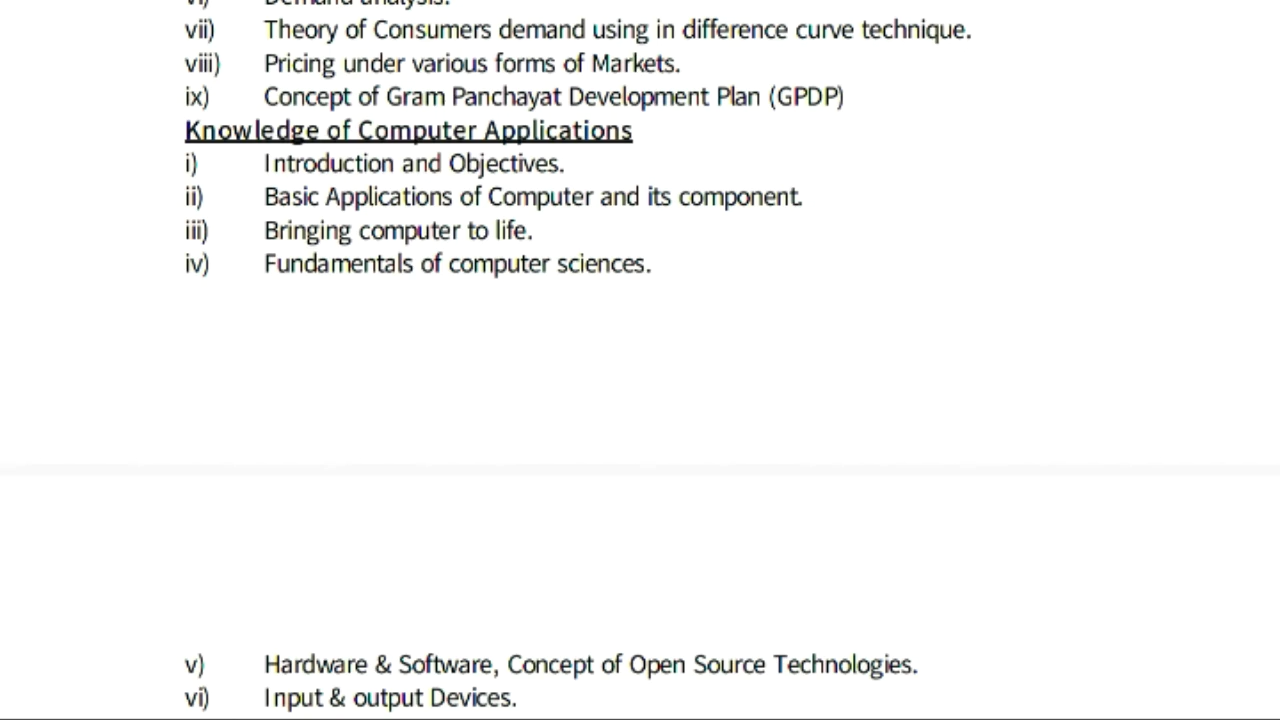 vi) Demand analysis.
vii) Theory of Consumers demand using in difference curve technique.
viii) Pricing under various forms of Markets.
ix) Concept of Gram Panchayat Development Plan (GPDP)
Knowledge of Computer Applications
i) Introduction and Objectives.
ii) Basic Applications of Computer and its component.
iii) Bringing computer to life.
iv) Fundamentals of computer sciences.
v) Hardware & Software, Concept of Open Source Technologies.
vi) Input & output Devices.